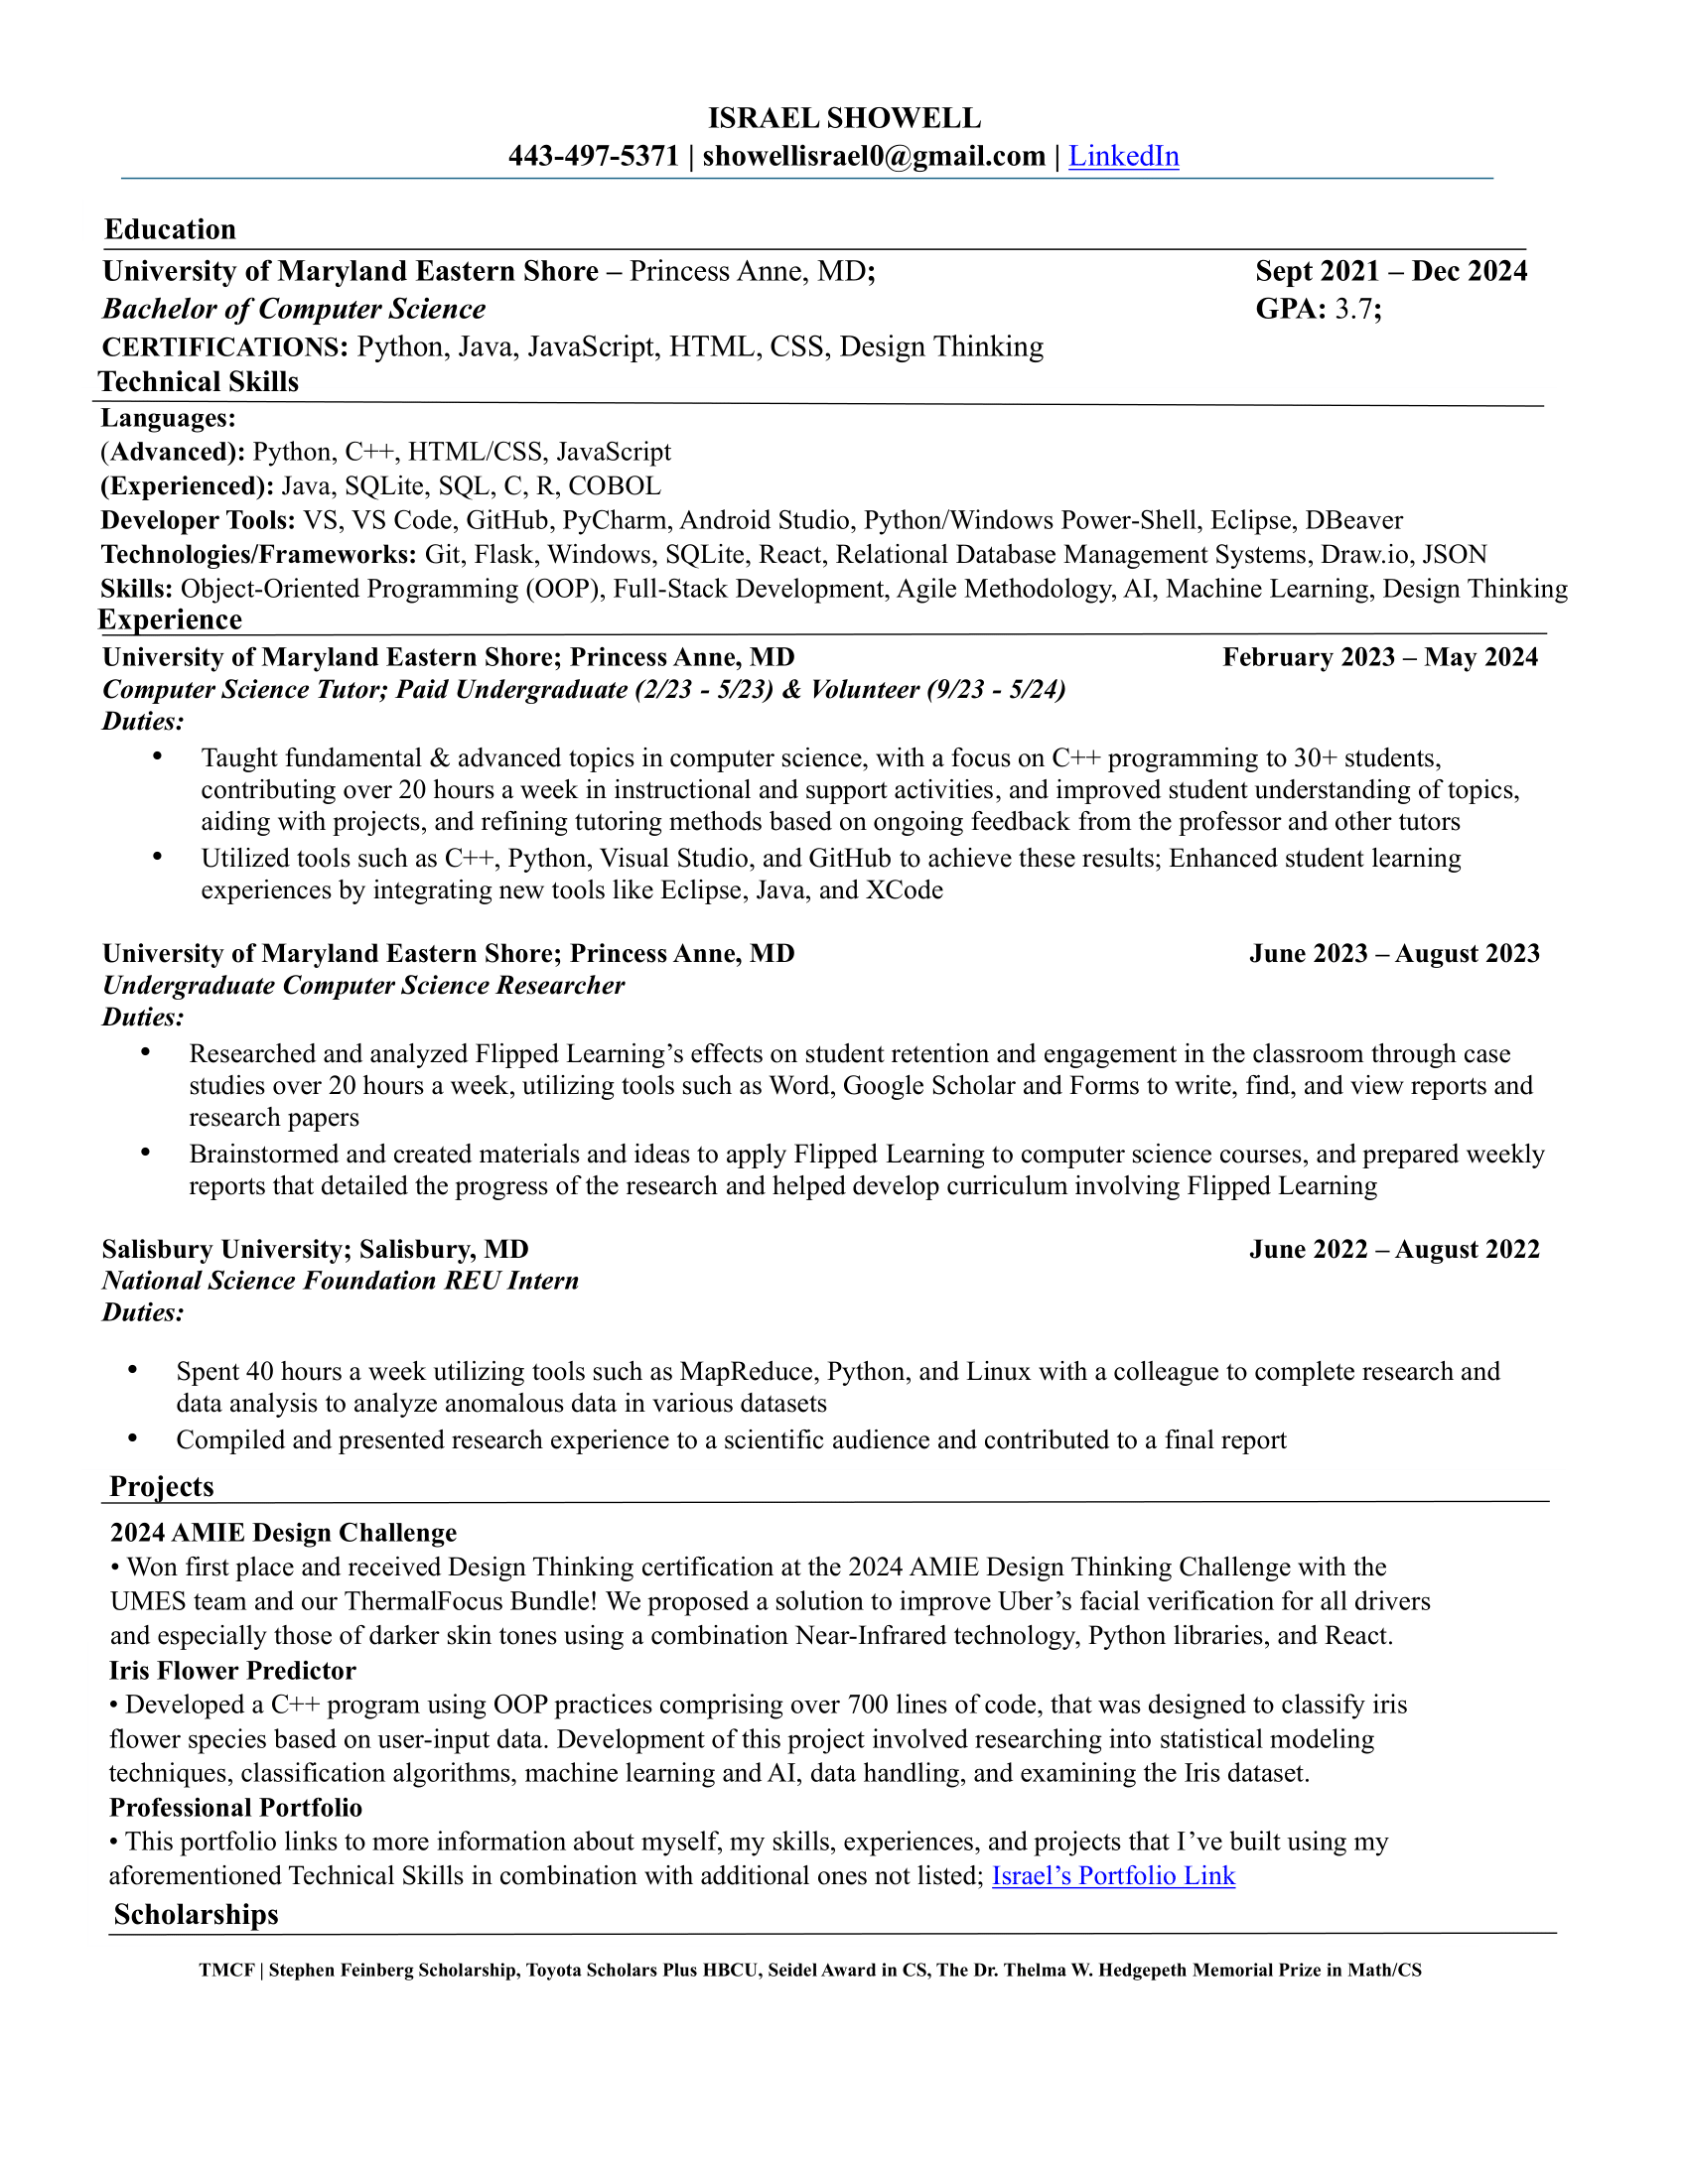 ISRAEL SHOWELL
443-497-5371 | showellisrael0@gmail.com | LinkedIn
Education
University of Maryland Eastern Shore – Princess Anne, MD; Sept 2021 – Dec 2024
Bachelor of Computer Science GPA: 3.7;
CERTIFICATIONS: Python, Java, JavaScript, HTML, CSS, Design Thinking
Technical Skills
Languages:
(Advanced): Python, C++, HTML/CSS, JavaScript
(Experienced): Java, SQLite, SQL, C, R, COBOL
Developer Tools: VS, VS Code, GitHub, PyCharm, Android Studio, Python/Windows Power-Shell, Eclipse, DBeaver
Technologies/Frameworks: Git, Flask, Windows, SQLite, React, Relational Database Management Systems, Draw.io, JSON
Skills: Object-Oriented Programming (OOP), Full-Stack Development, Agile Methodology, AI, Machine Learning, Design Thinking
Experience
University of Maryland Eastern Shore; Princess Anne, MD February 2023 – May 2024
Computer Science Tutor; Paid Undergraduate (2/23 - 5/23) & Volunteer (9/23 - 5/24)
Duties:
• Taught fundamental & advanced topics in computer science, with a focus on C++ programming to 30+ students,
contributing over 20 hours a week in instructional and support activities, and improved student understanding of topics,
aiding with projects, and refining tutoring methods based on ongoing feedback from the professor and other tutors
• Utilized tools such as C++, Python, Visual Studio, and GitHub to achieve these results; Enhanced student learning
experiences by integrating new tools like Eclipse, Java, and XCode
University of Maryland Eastern Shore; Princess Anne, MD June 2023 – August 2023
Undergraduate Computer Science Researcher
Duties:
• Researched and analyzed Flipped Learning’s effects on student retention and engagement in the classroom through case
studies over 20 hours a week, utilizing tools such as Word, Google Scholar and Forms to write, find, and view reports and
research papers
• Brainstormed and created materials and ideas to apply Flipped Learning to computer science courses, and prepared weekly
reports that detailed the progress of the research and helped develop curriculum involving Flipped Learning
Salisbury University; Salisbury, MD June 2022 – August 2022
National Science Foundation REU Intern
Duties:
• Spent 40 hours a week utilizing tools such as MapReduce, Python, and Linux with a colleague to complete research and
data analysis to analyze anomalous data in various datasets
• Compiled and presented research experience to a scientific audience and contributed to a final report
Projects
2024 AMIE Design Challenge
• Won first place and received Design Thinking certification at the 2024 AMIE Design Thinking Challenge with the
UMES team and our ThermalFocus Bundle! We proposed a solution to improve Uber’s facial verification for all drivers
and especially those of darker skin tones using a combination Near-Infrared technology, Python libraries, and React.
Iris Flower Predictor
• Developed a C++ program using OOP practices comprising over 700 lines of code, that was designed to classify iris
flower species based on user-input data. Development of this project involved researching into statistical modeling
techniques, classification algorithms, machine learning and AI, data handling, and examining the Iris dataset.
Professional Portfolio
• This portfolio links to more information about myself, my skills, experiences, and projects that I’ve built using my
aforementioned Technical Skills in combination with additional ones not listed; Israel’s Portfolio Link
Scholarships
TMCF | Stephen Feinberg Scholarship, Toyota Scholars Plus HBCU, Seidel Award in CS, The Dr. Thelma W. Hedgepeth Memorial Prize in Math/CS